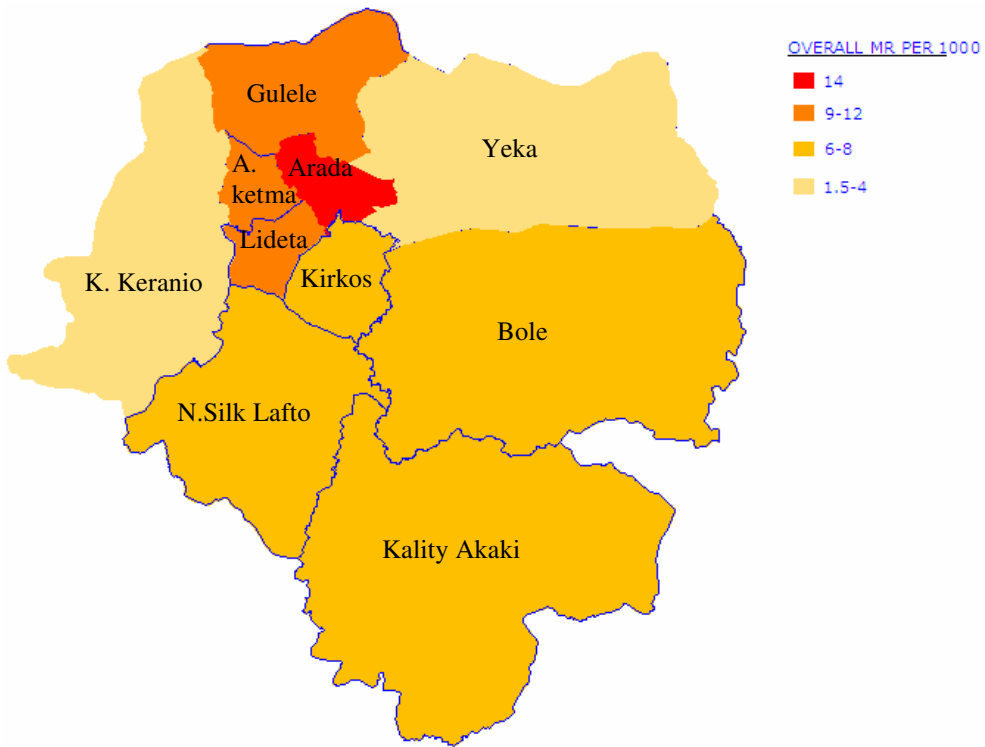 OVERALL MR PER 1000
14
9-12
6-8
1.5-4
Gulele
Yeka
A.
ketma
Arada
Lideta
K. Keranio
Kirkos
Bole
N.Silk Lafto
Kality Akaki